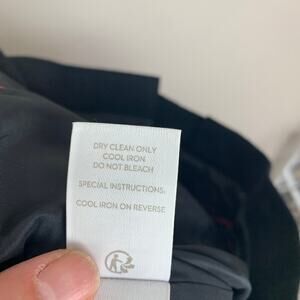 DRY CLEAN ONLY
COOL IRON
DO NOT BLEACH
SPECIAL INSTRUCTIONS:
COOL IRON ON REVERSE